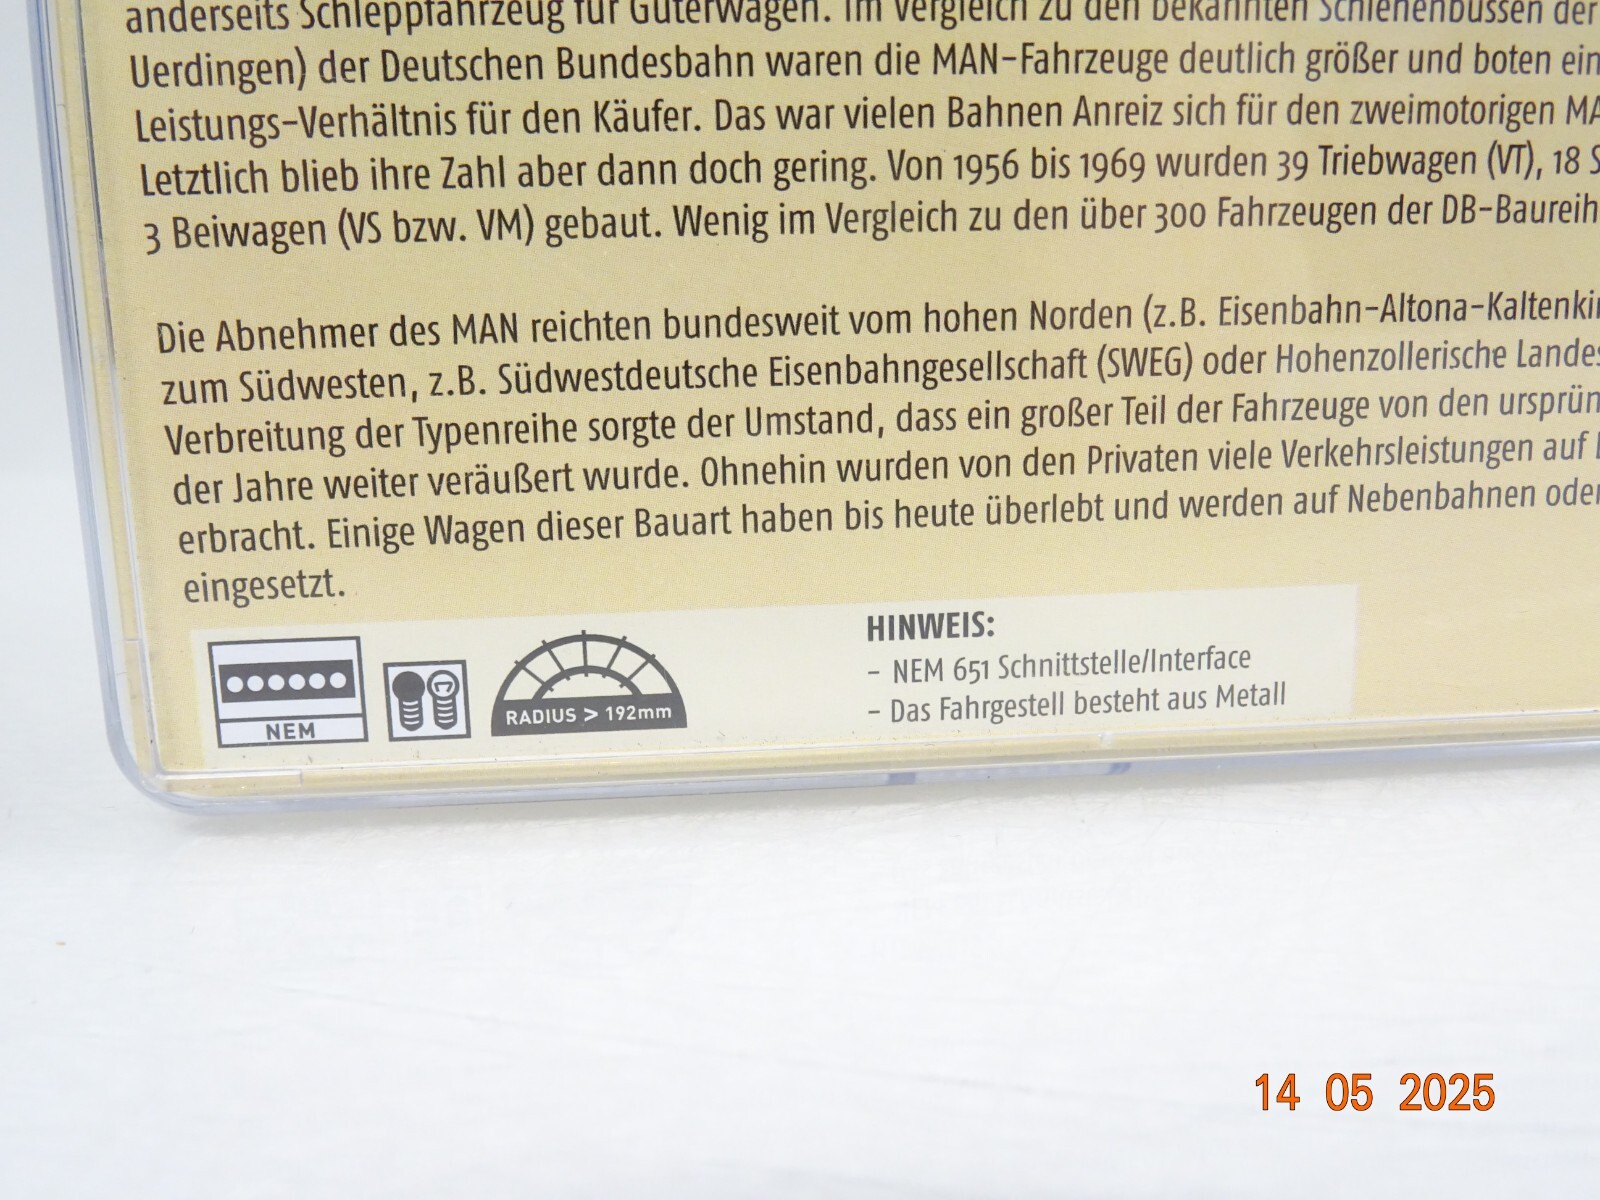 anderseits Schleppfahrzeug für Güterwagen. Im Vergleich zu den bekannten Schienenbussen der
Uerdingen) der Deutschen Bundesbahn waren die MAN-Fahrzeuge deutlich größer und boten ein
Leistungs-Verhältnis für den Käufer. Das war vielen Bahnen Anreiz sich für den zweimotorigen MA
Letztlich blieb ihre Zahl aber dann doch gering. Von 1956 bis 1969 wurden 39 Triebwagen (VT), 18 S
3 Beiwagen (VS bzw. VM) gebaut. Wenig im Vergleich zu den über 300 Fahrzeugen der DB-Baureih
Die Abnehmer des MAN reichten bundesweit vom hohen Norden (z.B. Eisenbahn-Altona-Kaltenki
zum Südwesten, z.B. Südwestdeutsche Eisenbahngesellschaft (SWEG) oder Hohenzollerische Landes
Verbreitung der Typenreihe sorgte der Umstand, dass ein großer Teil der Fahrzeuge von den ursprün
der Jahre weiter veräußert wurde. Ohnehin wurden von den Privaten viele Verkehrsleistungen auf
erbracht. Einige Wagen dieser Bauart haben bis heute überlebt und werden auf Nebenbahnen oder
eingesetzt.
NEM
RADIUS > 192mm
HINWEIS:
- NEM 651 Schnittstelle/Interface
- Das Fahrgestell besteht aus Metall
14 05 2025